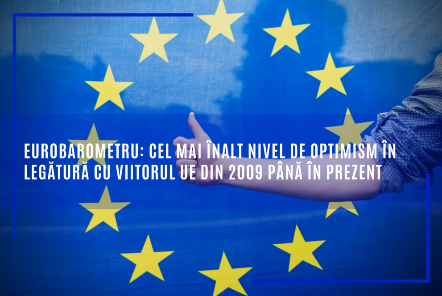 EUROBAROMETRU: CEL MAI ÎNALT NIVEL DE OPTIMISM ÎN
LEGĂTURĂ CU VIITORUL UE DIN 2009 PÂNĂ ÎN PREZENT